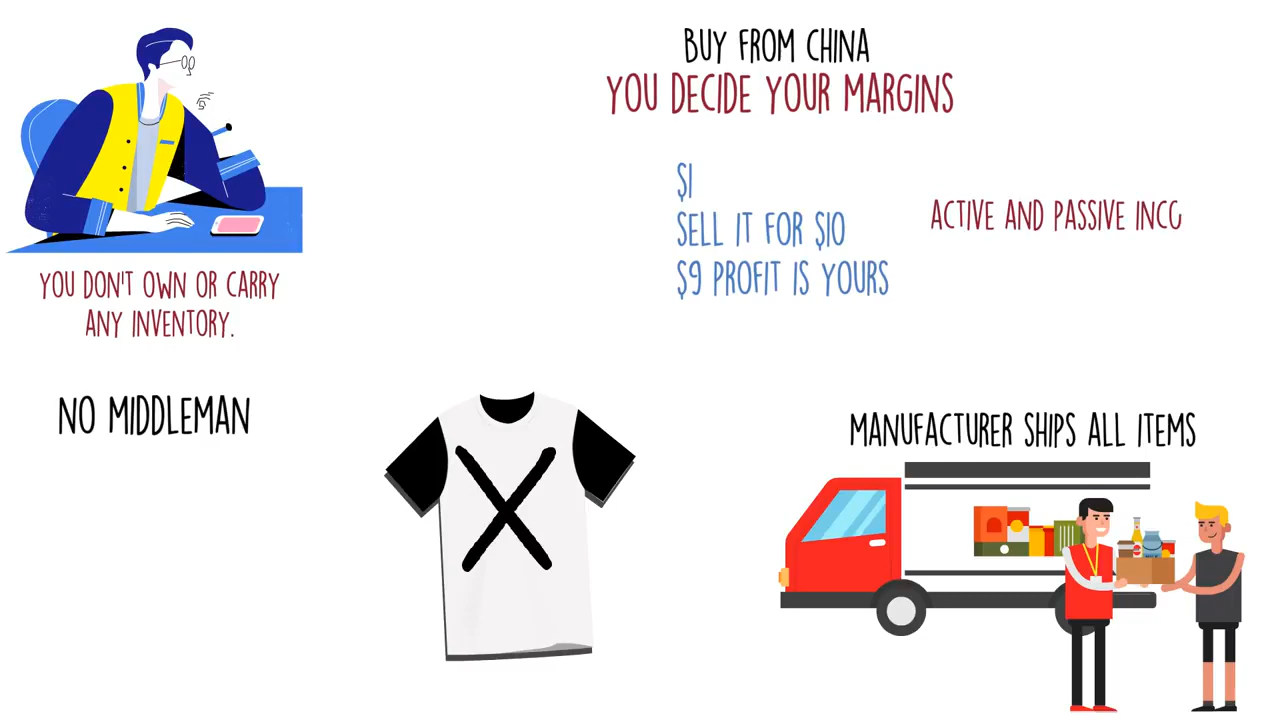 BUY FROM CHINA
YOU DECIDE YOUR MARGINS
$1
SELL IT FOR $10
$9 PROFIT IS YOURS
ACTIVE AND PASSIVE INCO
YOU DON'T OWN OR CARRY
ANY INVENTORY.
NO MIDDLEMAN
X
MANUFACTURER SHIPS ALL ITEMS